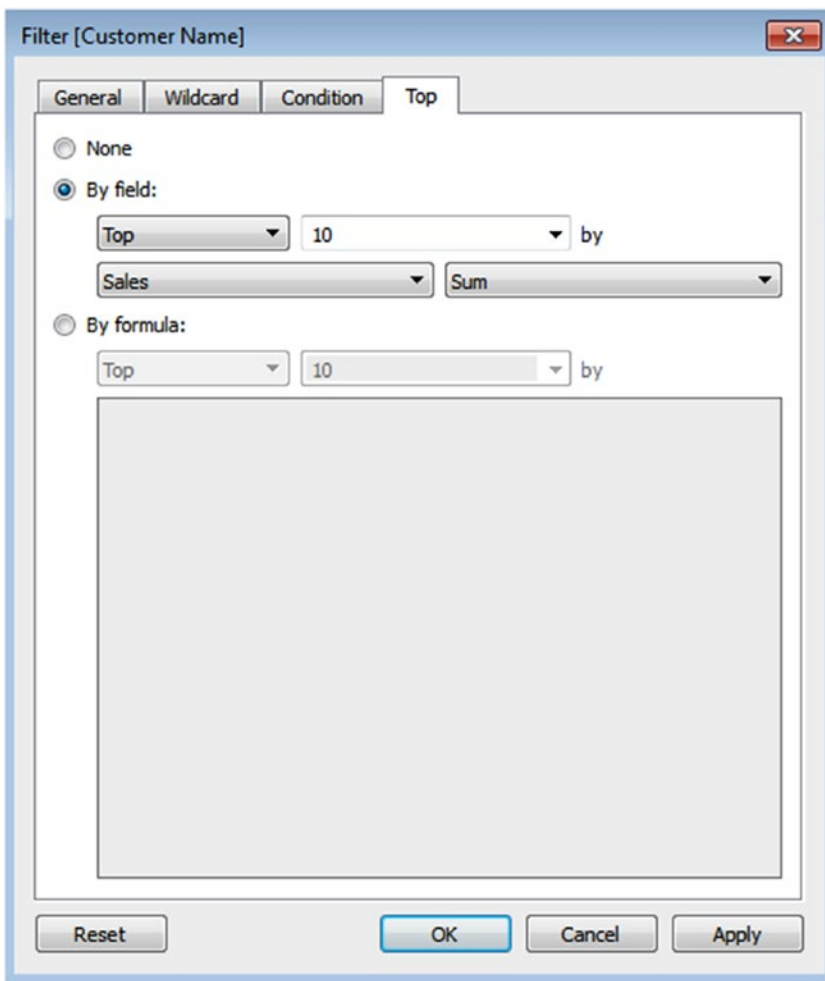 Filter [Customer Name]
General Wildcard Condition Top
None
By field:
Top 10 by
Sales Sum
By formula:
Top 10 by
Reset OK Cancel Apply